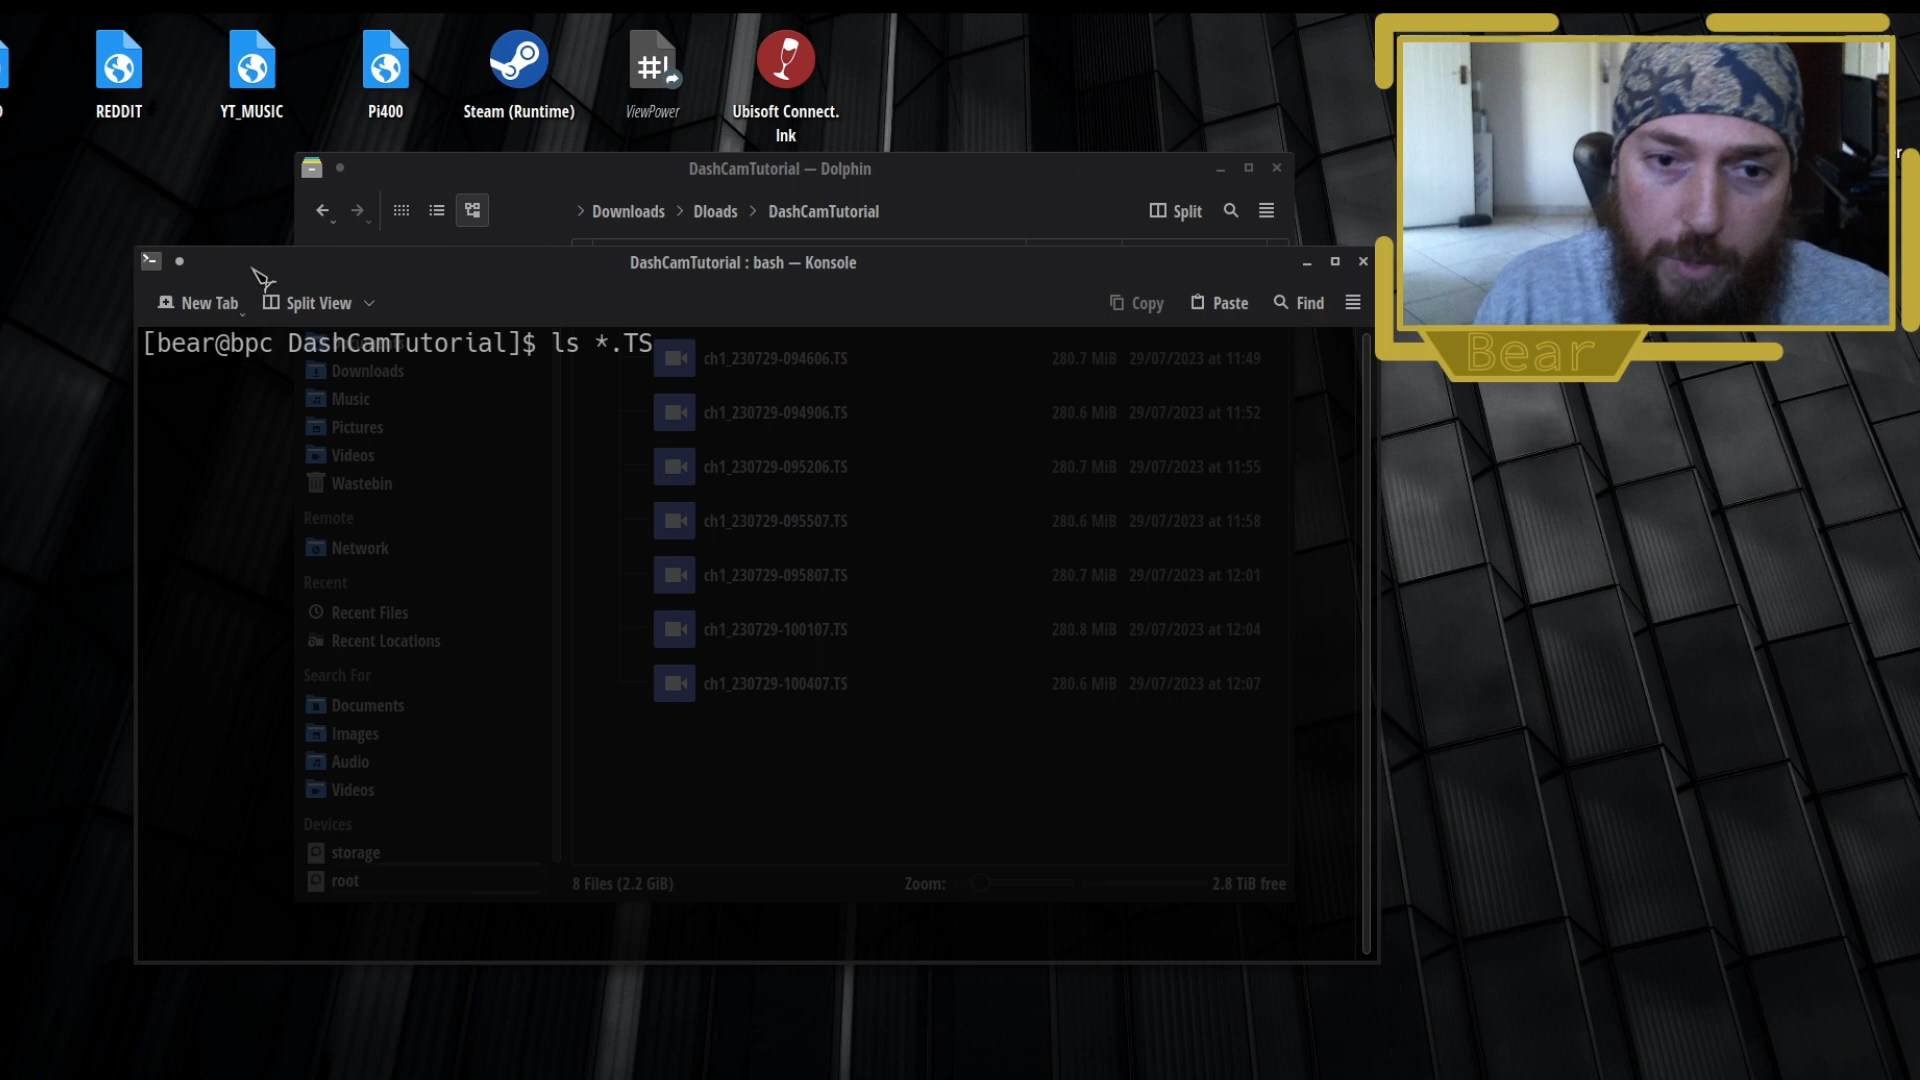 REDDIT
YT_MUSIC
Pi400
Steam (Runtime)
#!
ViewPower
Ubisoft Connect.
lnk
DashCamTutorial — Dolphin
Downloads > Dloads > DashCamTutorial
Split
DashCamTutorial : bash — Konsole
New Tab
Split View
Copy
Paste
Find
[bear@bpc DashCamTutorial]$ ls *.TS
Downloads
Music
Pictures
Videos
Wastebin
Remote
Network
Recent
Recent Files
Recent Locations
Search For
Documents
Images
Audio
Videos
Devices
storage
root
ch1_230729-094606.TS 280.7 MiB 29/07/2023 at 11:49
ch1_230729-094906.TS 280.6 MiB 29/07/2023 at 11:52
ch1_230729-095206.TS 280.7 MiB 29/07/2023 at 11:55
ch1_230729-095507.TS 280.6 MiB 29/07/2023 at 11:58
ch1_230729-095807.TS 280.7 MiB 29/07/2023 at 12:01
ch1_230729-100107.TS 280.8 MiB 29/07/2023 at 12:04
ch1_230729-100407.TS 280.6 MiB 29/07/2023 at 12:07
8 Files (2.2 GiB)
Zoom:
2.8 TiB free
Bear